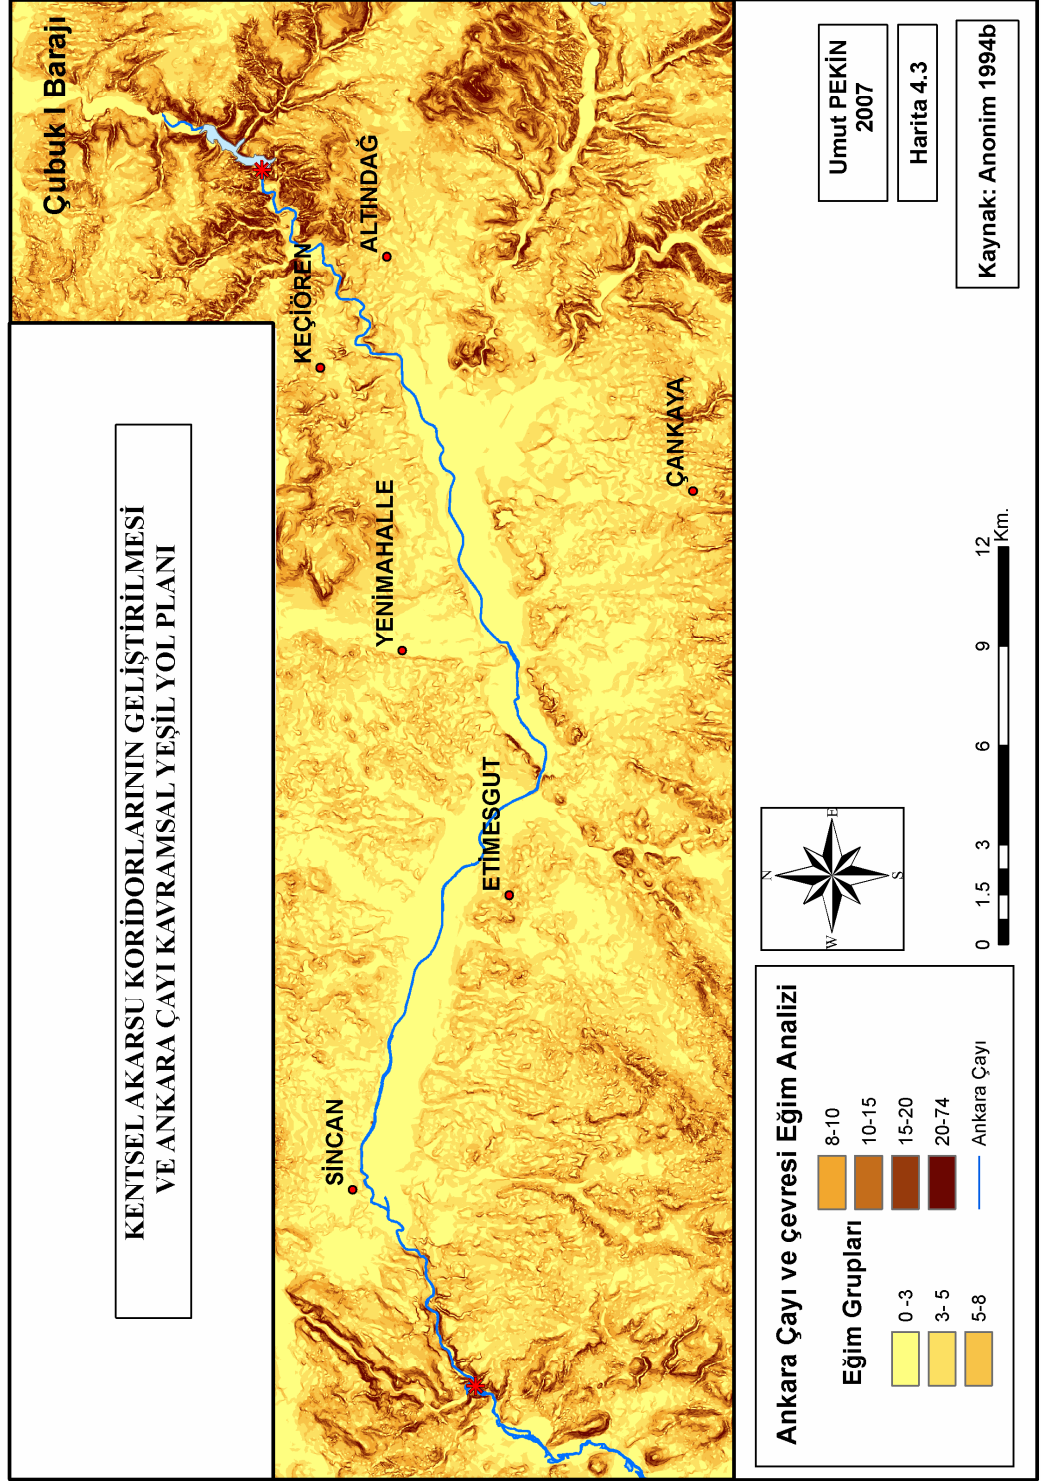 KENTSEL AKARSU KORİDORLARININ GELİŞTİRİLMESİ
VE ANKARA ÇAYI KAVRAMSAL YEŞİL YOL PLANI
Çubuk I Barajı
KEÇİÖREN
ALTINDAĞ
YENİMAHALLE
ÇANKAYA
ETİMESGUT
SİNCAN
Ankara Çayı ve çevresi Eğim Analizi
Eğim Grupları
0 -3
3- 5
5-8
8-10
10-15
15-20
20-74
Ankara Çayı
N
W
E
S
0
1.5
3
6
9
12
Km.
Umut PEKİN
2007
Harita 4.3
Kaynak: Anonim 1994b